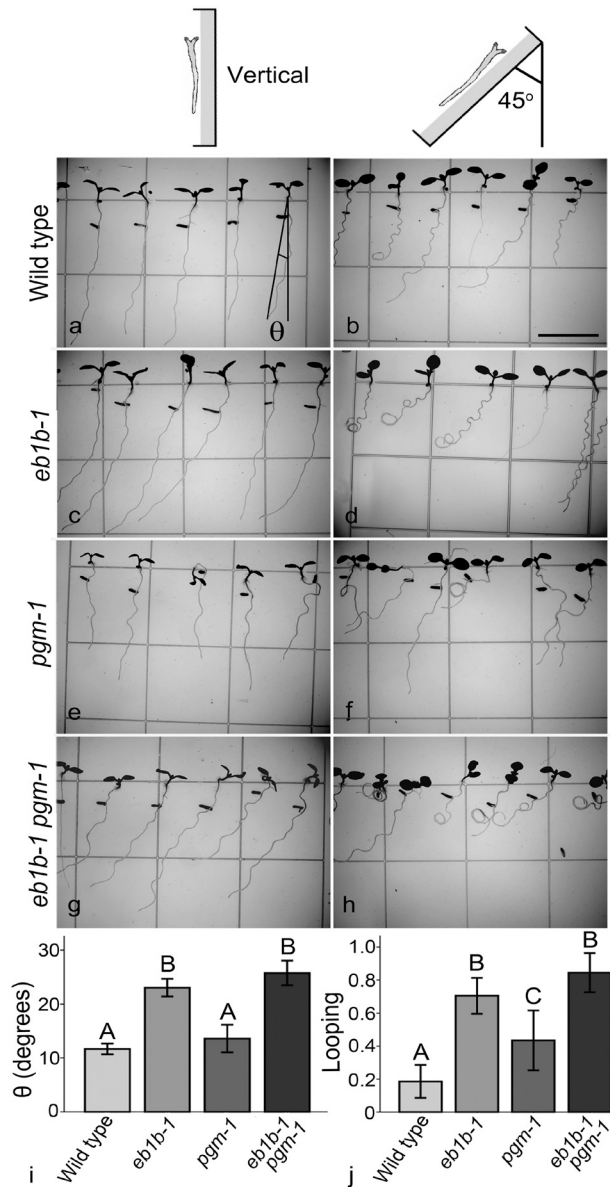 Vertical
45°
Wild type
a
θ
b
eb1b-1
c
d
pgm-1
e
f
eb1b-1 pgm-1
g
h
θ (degrees)
30
20
10
0
A
B
A
B
Wild type
eb1b-1
pgm-1
eb1b-1
pgm-1
i
Looping
1.0
0.8
0.6
0.4
0.2
0
A
B
C
B
Wild type
eb1b-1
pgm-1
eb1b-1
pgm-1
j